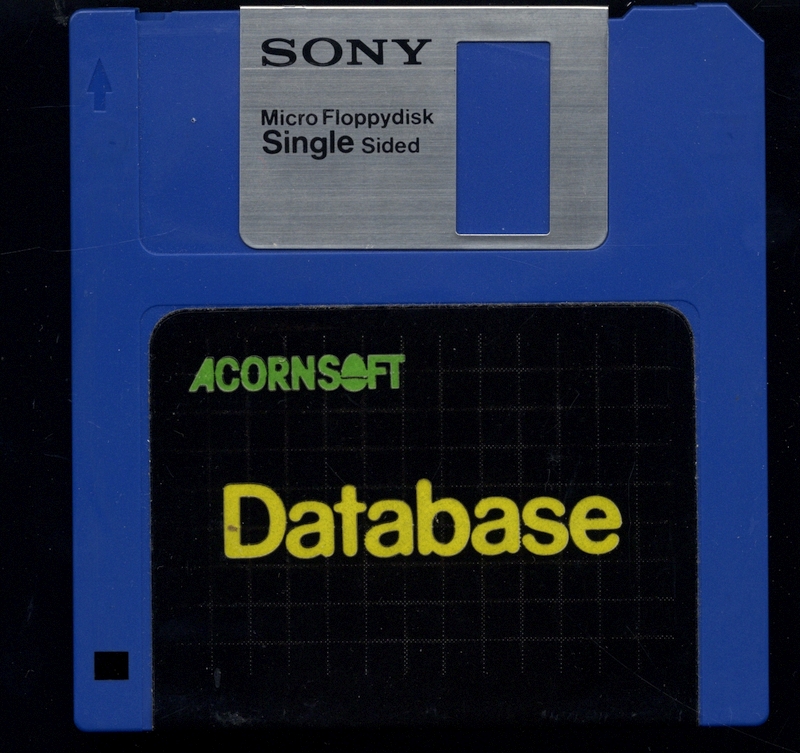 SONY
Micro Floppydisk
Single Sided
ACORNSOFT
Database